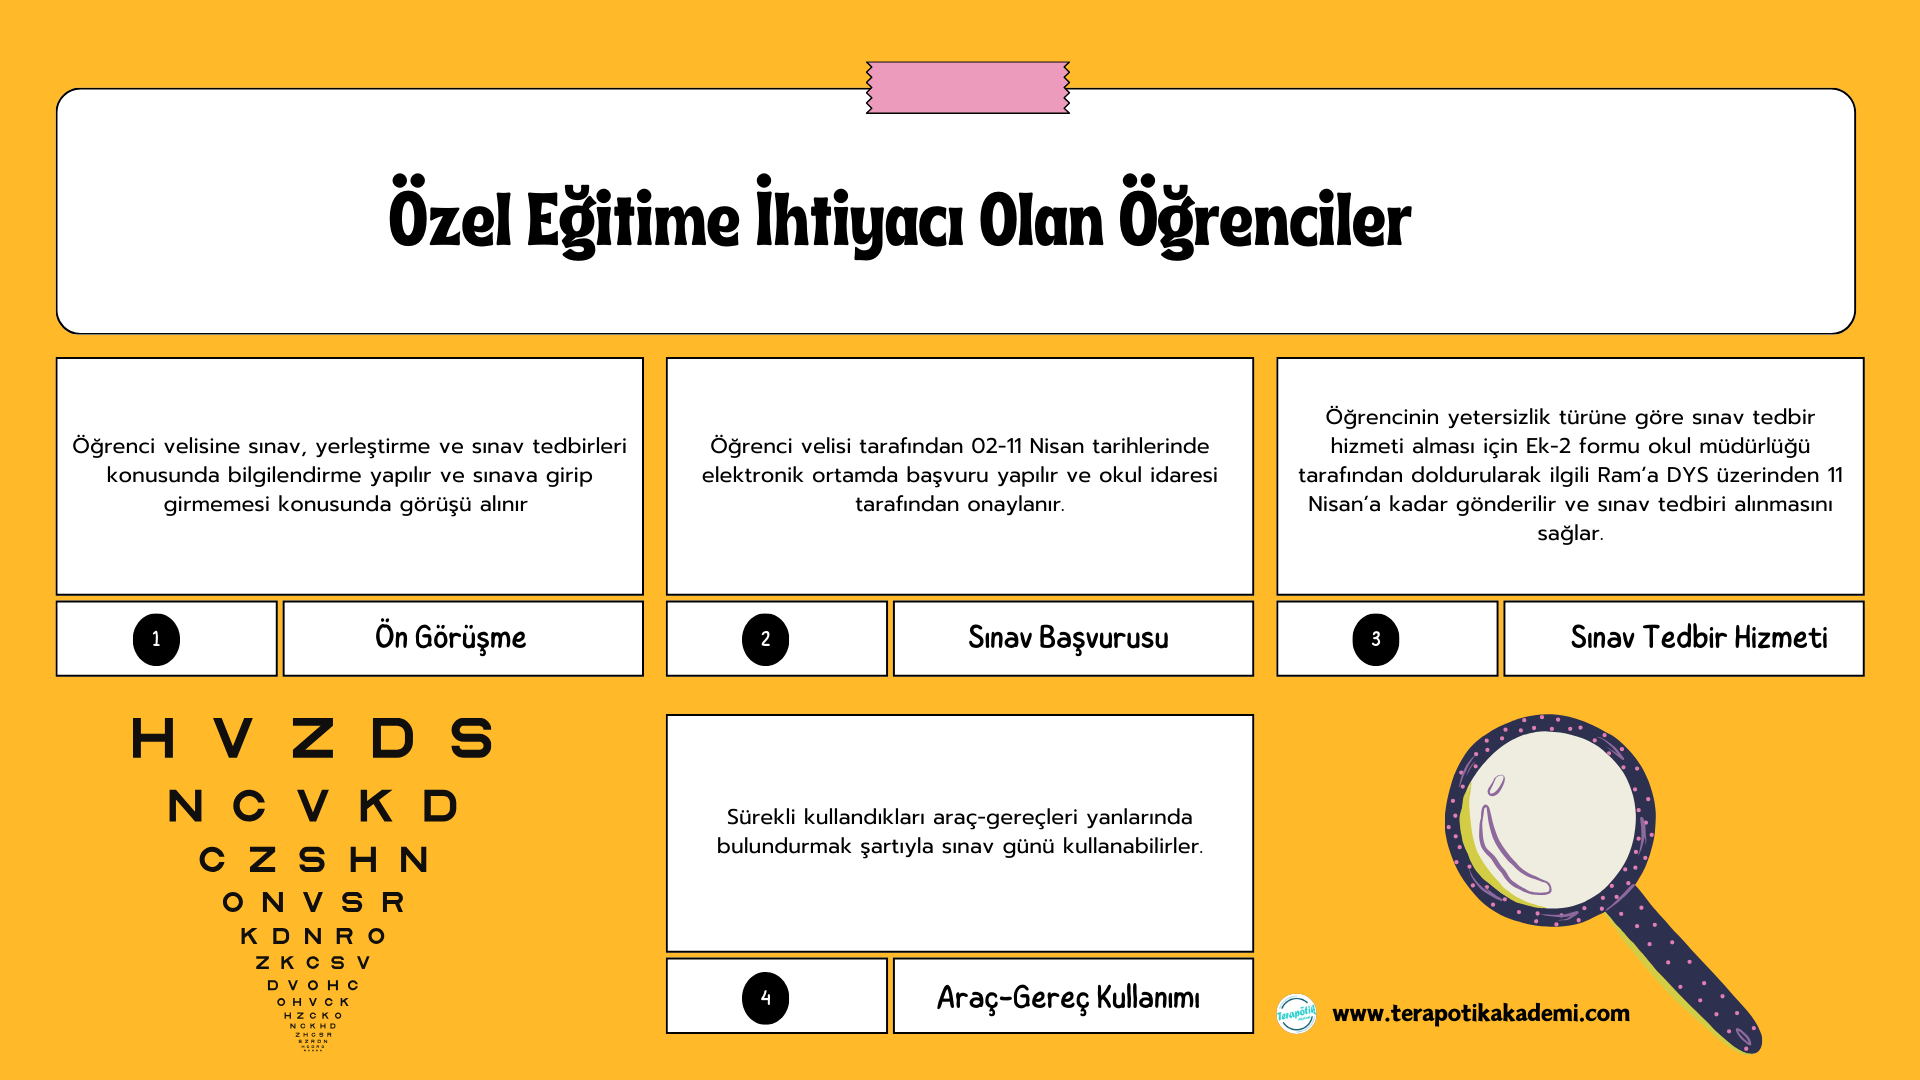 Özel Eğitime İhtiyacı Olan Öğrenciler
Öğrenci velisine sınav, yerleştirme ve sınav tedbirleri
konusunda bilgilendirme yapılır ve sınava girip
girmemesi konusunda görüşü alınır
1
Ön Görüşme
Öğrenci velisi tarafından 02-11 Nisan tarihlerinde
elektronik ortamda başvuru yapılır ve okul idaresi
tarafından onaylanır.
2
Sınav Başvurusu
Öğrencinin yetersizlik türüne göre sınav tedbir
hizmeti alması için Ek-2 formu okul müdürlüğü
tarafından doldurularak ilgili Ram’a DYS üzerinden 11
Nisan’a kadar gönderilir ve sınav tedbiri alınmasını
sağlar.
3
Sınav Tedbir Hizmeti
H V Z D S
N C V K D
C Z S H N
O N V S R
K D N R O
Z K C S V
D V O H C
O H V C K
H Z C K O
N C K H D
Z H C S R
S Z R D N
Sürekli kullandıkları araç-gereçleri yanlarında
bulundurmak şartıyla sınav günü kullanabilirler.
4
Araç-Gereç Kullanımı
Terapötik
www.terapotikakademi.com